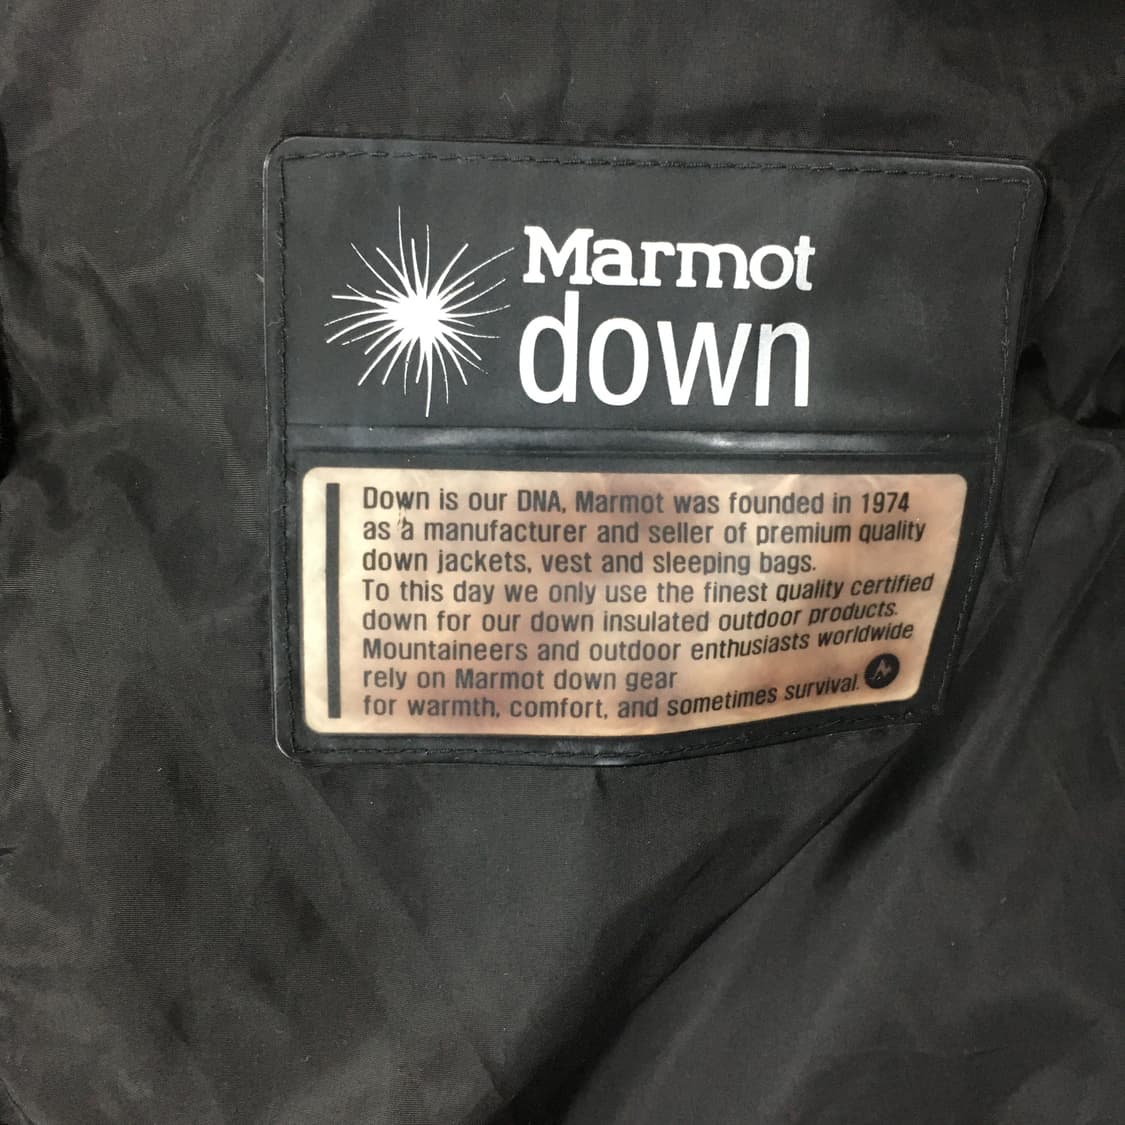 Marmot
down
Down is our DNA, Marmot was founded in 1974
as a manufacturer and seller of premium quality
down jackets, vest and sleeping bags.
To this day we only use the finest quality certified
down for our down insulated outdoor products.
Mountaineers and outdoor enthusiasts worldwide
rely on Marmot down gear
for warmth, comfort, and sometimes survival.